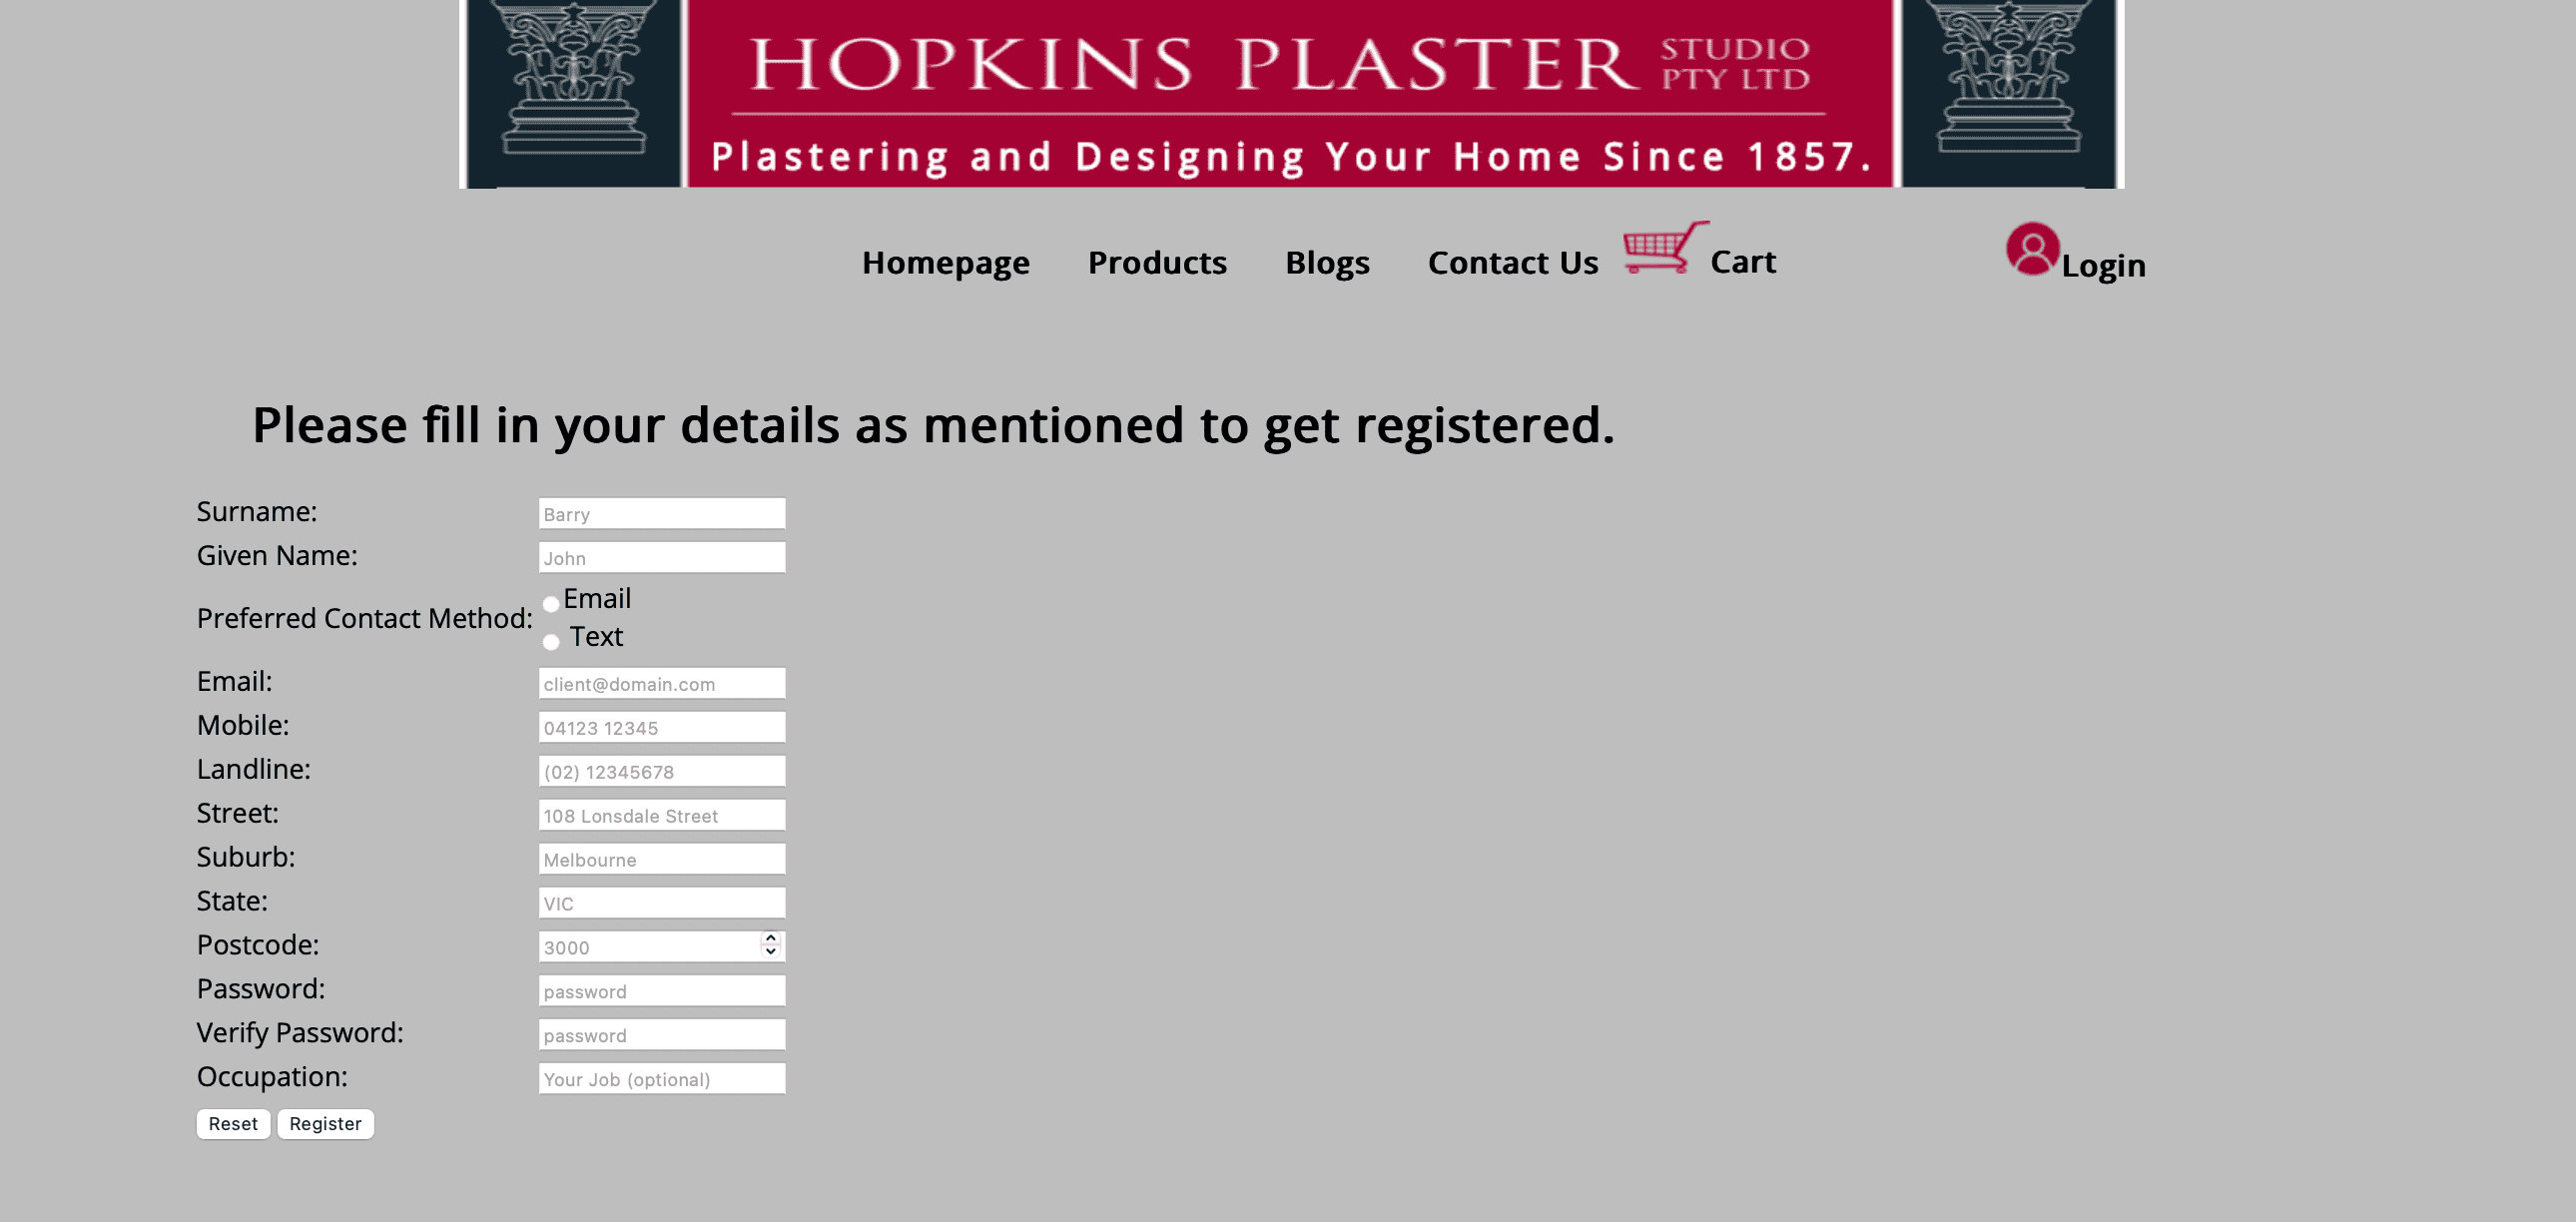 HOPKINS PLASTER STUDIO PTY LTD
Plastering and Designing Your Home Since 1857.
Homepage Products Blogs Contact Us Cart Login
Please fill in your details as mentioned to get registered.
Surname: Barry
Given Name: John
Preferred Contact Method: Email
Text
Email: client@domain.com
Mobile: 04123 12345
Landline: (02) 12345678
Street: 108 Lonsdale Street
Suburb: Melbourne
State: VIC
Postcode: 3000
Password: password
Verify Password: password
Occupation: Your Job (optional)
Reset Register